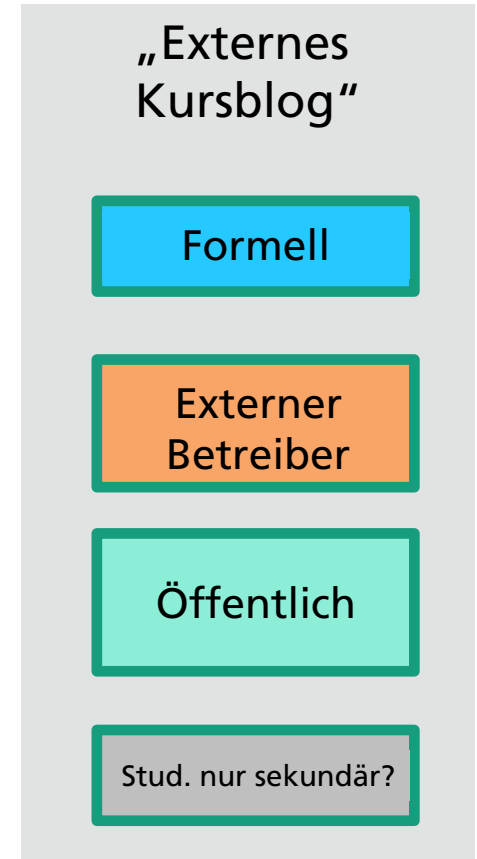 „Externes
Kursblog“
Formell
Externer
Betreiber
Öffentlich
Stud. nur sekundär?